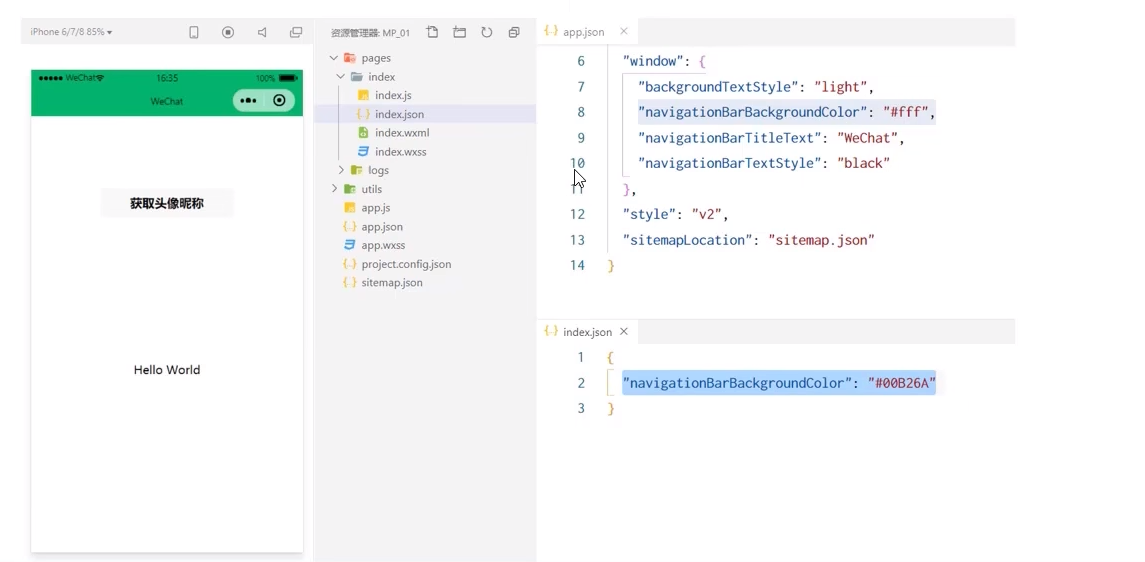 iPhone 6/7/8 85%
WeChat
16:35
100%
WeChat
获取头像昵称
Hello World
资源管理器: MP_01
pages
index
index.js
index.json
index.wxml
index.wxss
logs
utils
app.js
app.json
app.wxss
project.config.json
sitemap.json
app.json
6 "window": {
7 "backgroundTextStyle": "light",
8 "navigationBarBackgroundColor": "#fff",
9 "navigationBarTitleText": "WeChat",
10 "navigationBarTextStyle": "black"
11 },
12 "style": "v2",
13 "sitemapLocation": "sitemap.json"
14 }
index.json
1 {
2 "navigationBarBackgroundColor": "#00B26A"
3 }